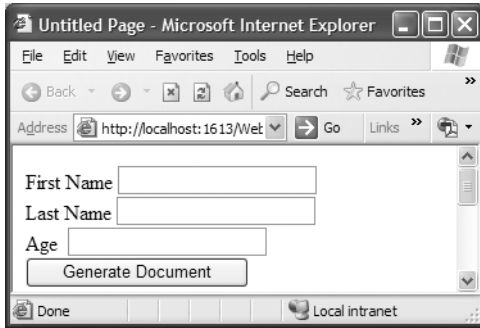 Untitled Page - Microsoft Internet Explorer
File Edit View Favorites Tools Help
Back Search Favorites »
Address http://localhost:1613/Wet Go Links »
First Name
Last Name
Age
Generate Document
Done Local intranet